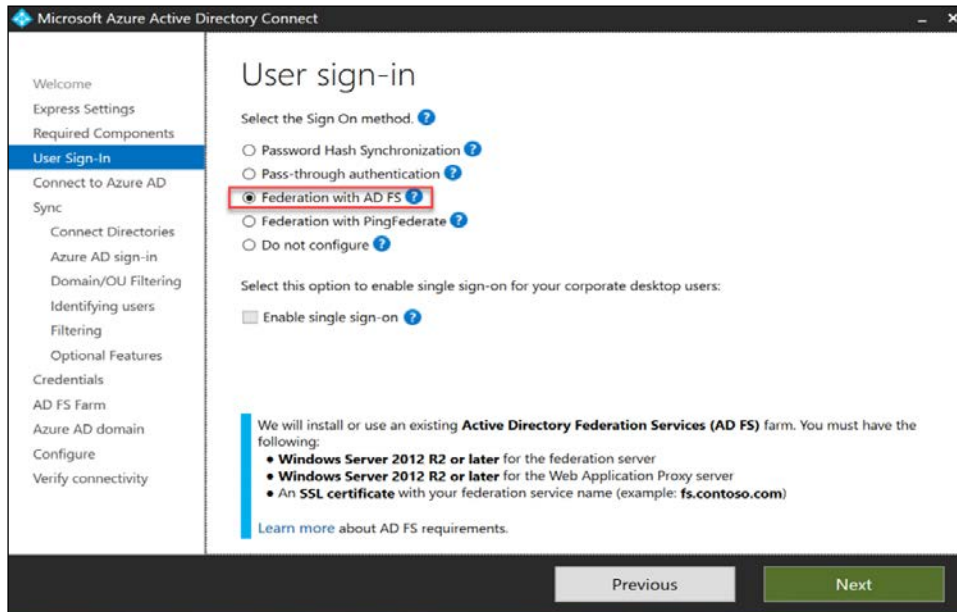 Microsoft Azure Active Directory Connect
Welcome
Express Settings
Required Components
User Sign-In
Connect to Azure AD
Sync
Connect Directories
Azure AD sign-in
Domain/OU Filtering
Identifying users
Filtering
Optional Features
Credentials
AD FS Farm
Azure AD domain
Configure
Verify connectivity
User sign-in
Select the Sign On method. ?
Password Hash Synchronization ?
Pass-through authentication ?
Federation with AD FS ?
Federation with PingFederate ?
Do not configure ?
Select this option to enable single sign-on for your corporate desktop users:
Enable single sign-on ?
We will install or use an existing Active Directory Federation Services (AD FS) farm. You must have the
following:
• Windows Server 2012 R2 or later for the federation server
• Windows Server 2012 R2 or later for the Web Application Proxy server
• An SSL certificate with your federation service name (example: fs.contoso.com)
Learn more about AD FS requirements.
Previous
Next